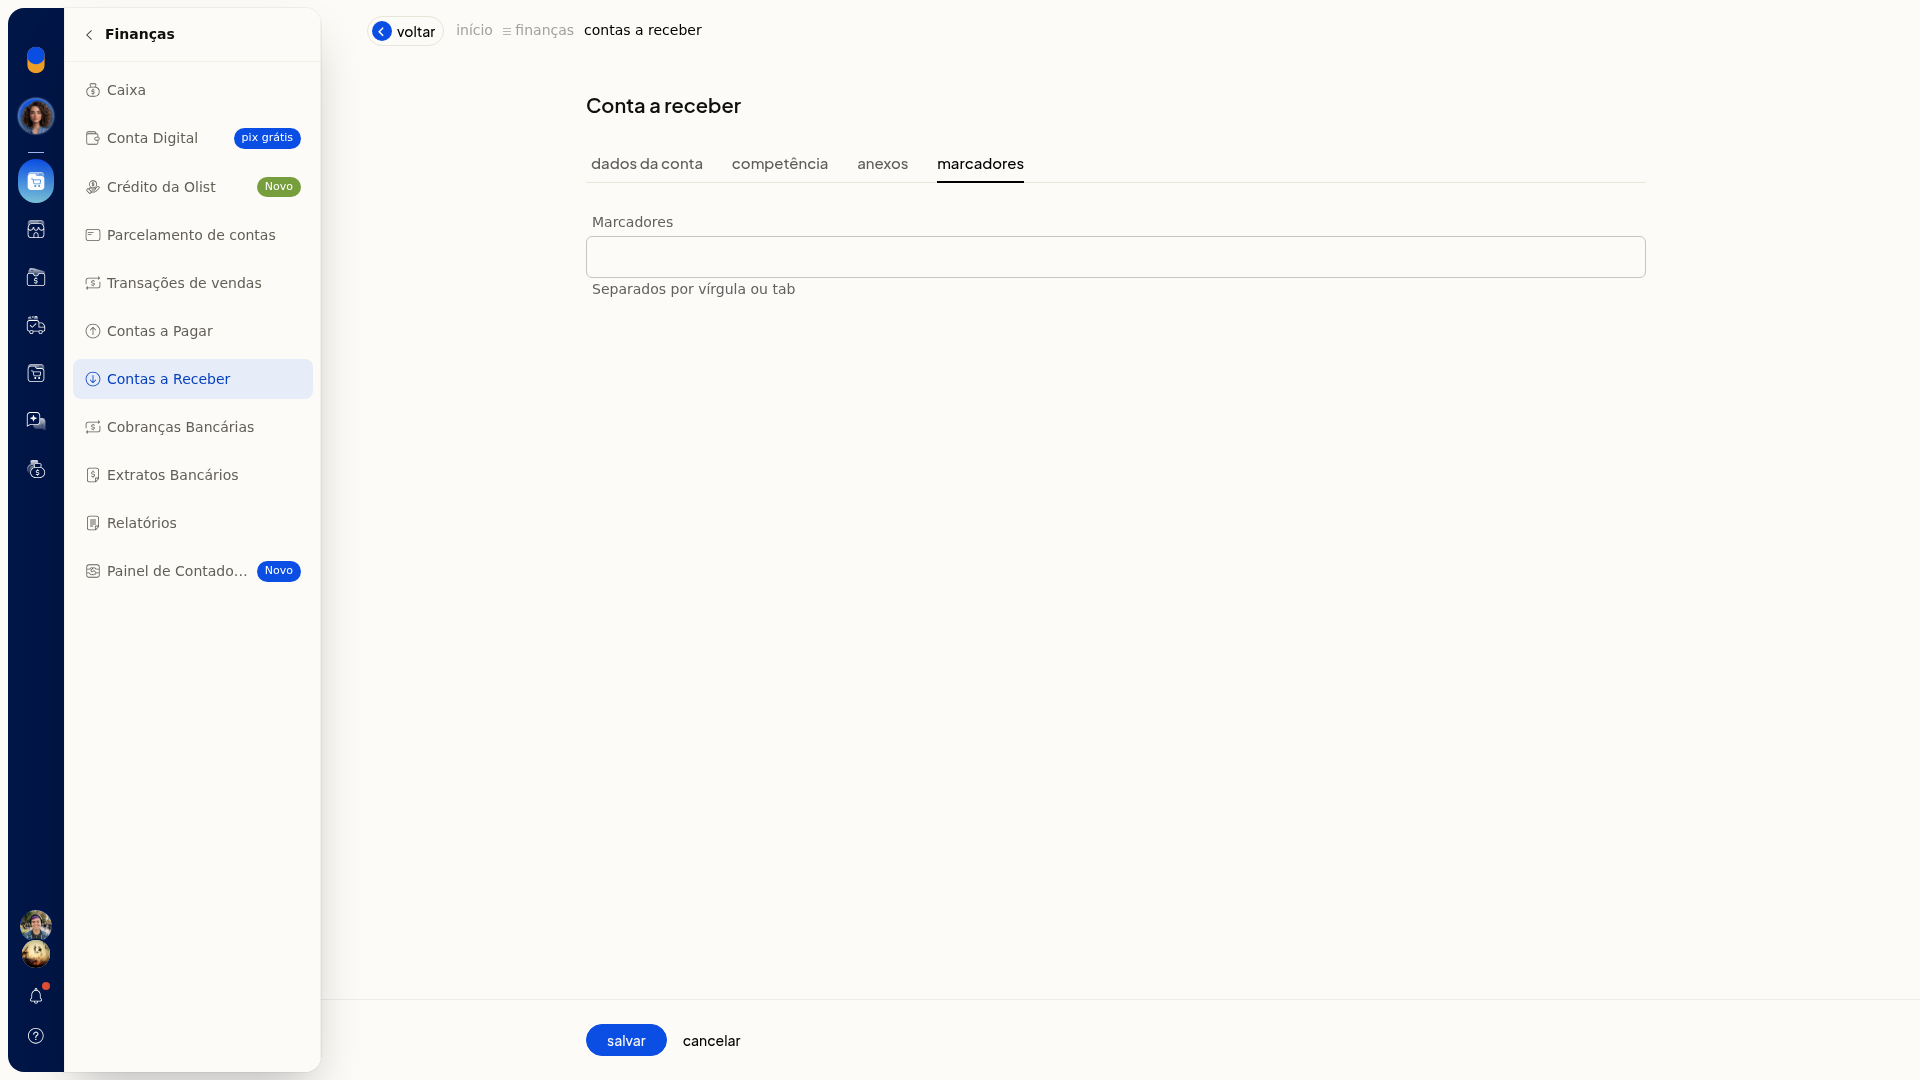 Finanças
Caixa
Conta Digital
pix grátis
Crédito da Olist
Novo
Parcelamento de contas
Transações de vendas
Contas a Pagar
Contas a Receber
Cobranças Bancárias
Extratos Bancários
Relatórios
Painel de Contado...
Novo
voltar
início
finanças
contas a receber
Conta a receber
dados da conta
competência
anexos
marcadores
Marcadores
Separados por vírgula ou tab
salvar
cancelar